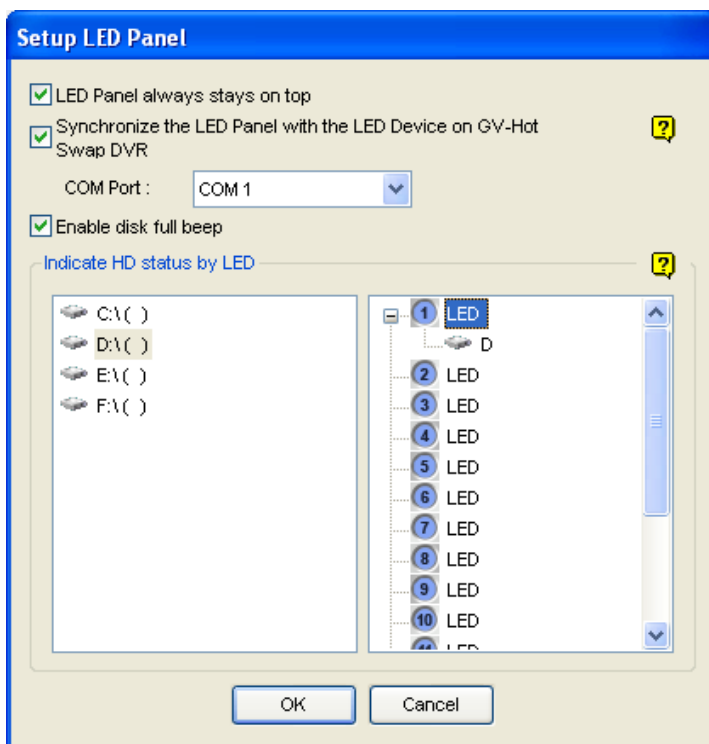 Setup LED Panel
LED Panel always stays on top
Synchronize the LED Panel with the LED Device on GV-Hot
Swap DVR
COM Port :
COM 1
Enable disk full beep
Indicate HD status by LED
C:\ ( )
D:\ ( )
E:\ ( )
F:\ ( )
1 LED
D
2 LED
3 LED
4 LED
5 LED
6 LED
7 LED
8 LED
9 LED
10 LED
11 LED
OK
Cancel